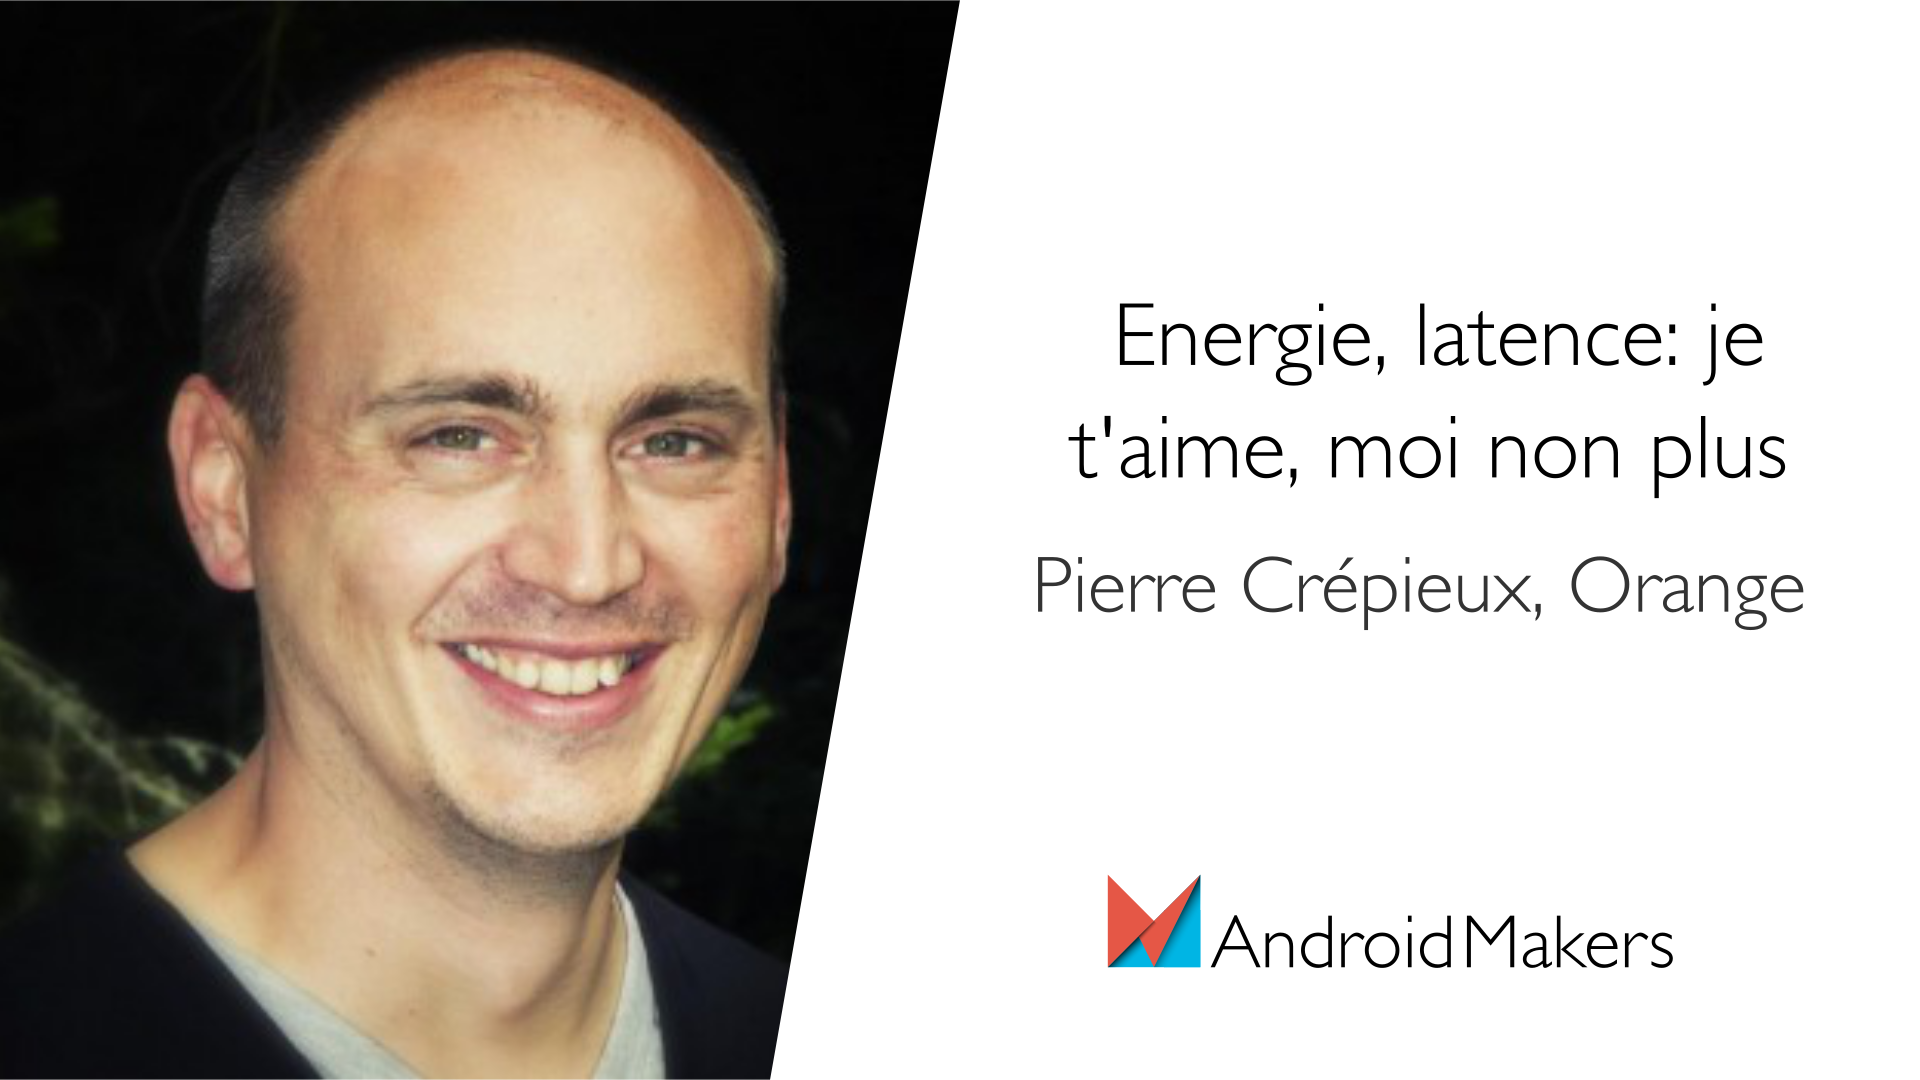 Energie, latence: je
t'aime, moi non plus
Pierre Crépieux, Orange
AndroidMakers